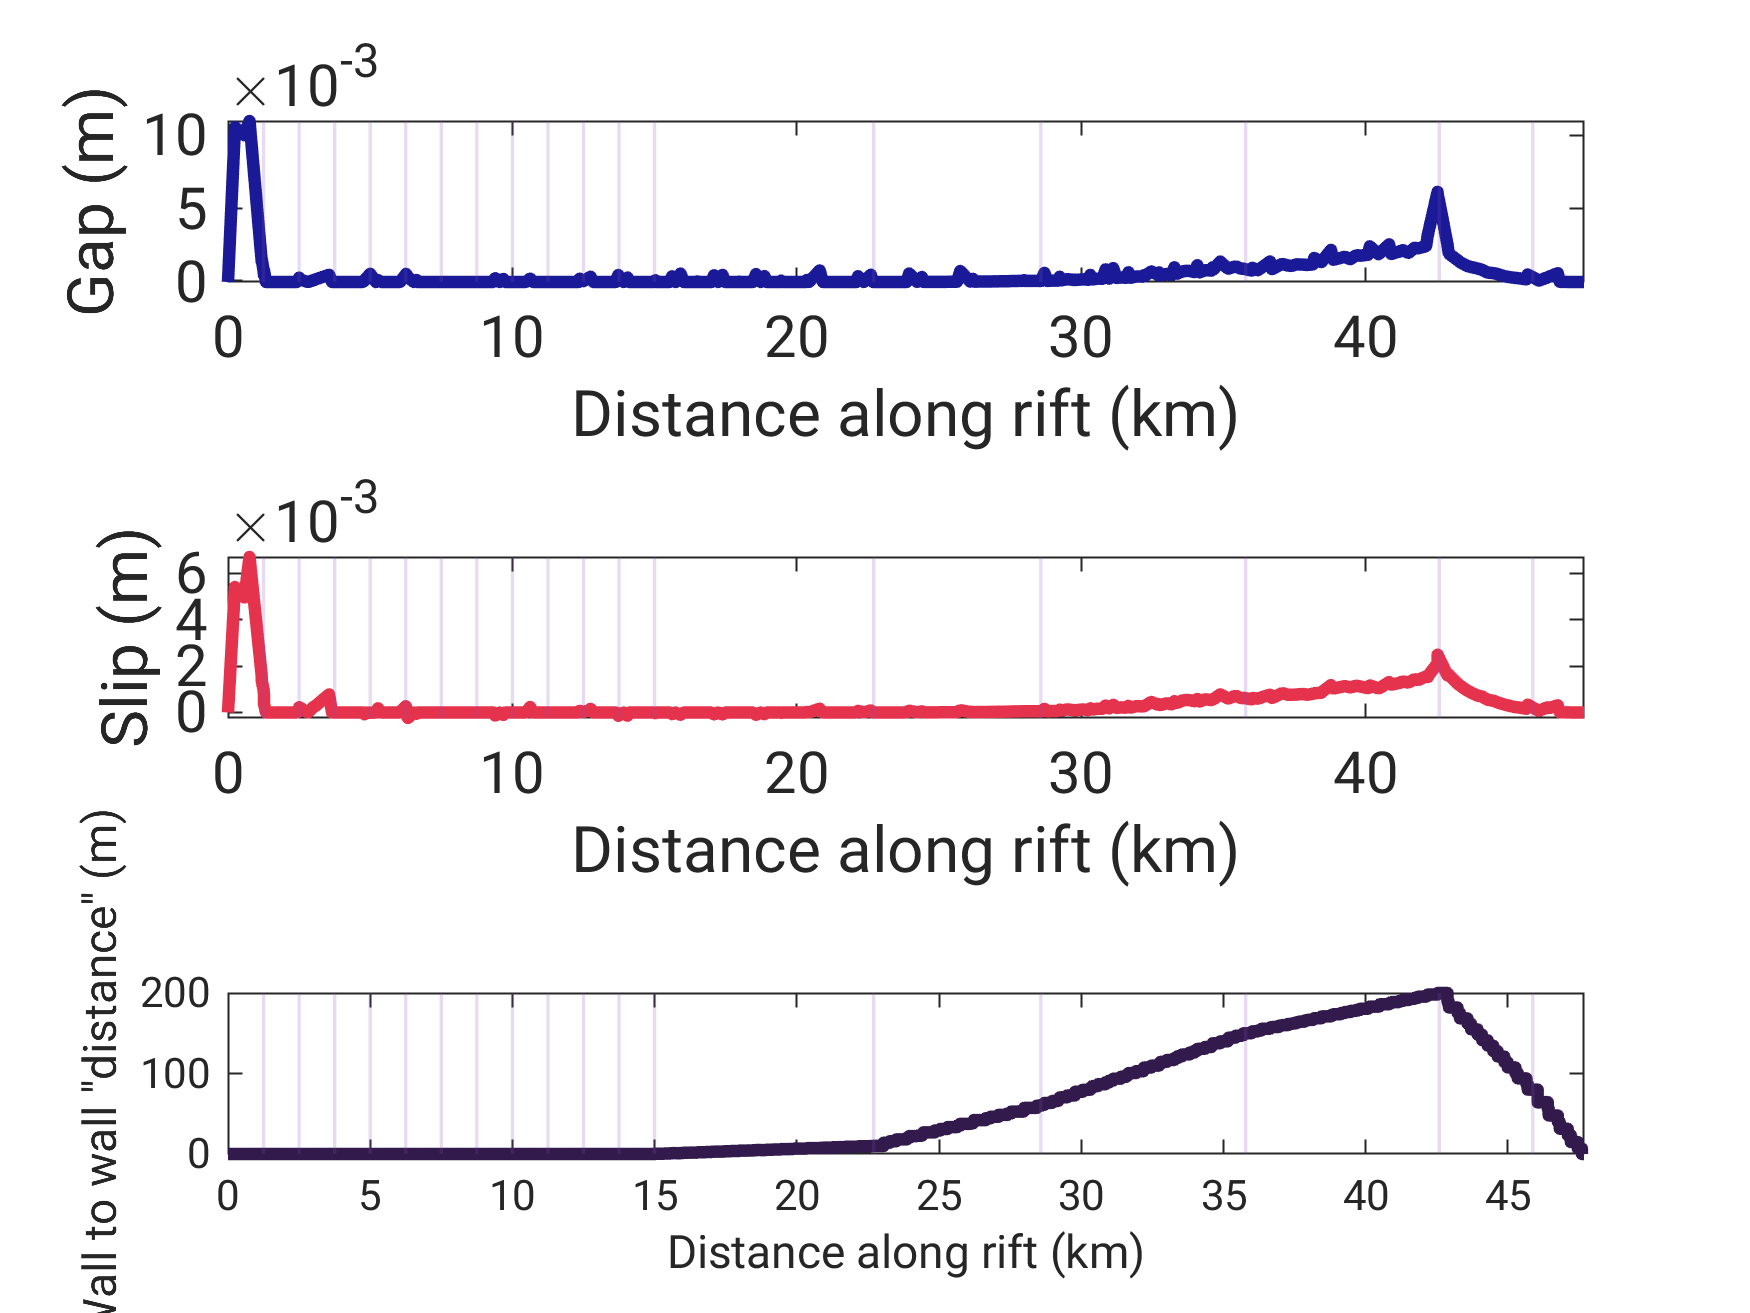 ×10-3
Gap (m)
10
5
0
0 10 20 30 40
Distance along rift (km)
×10-3
Slip (m)
6
4
2
0
0 10 20 30 40
Distance along rift (km)
Wall to wall "distance" (m)
200
100
0
0 5 10 15 20 25 30 35 40 45
Distance along rift (km)